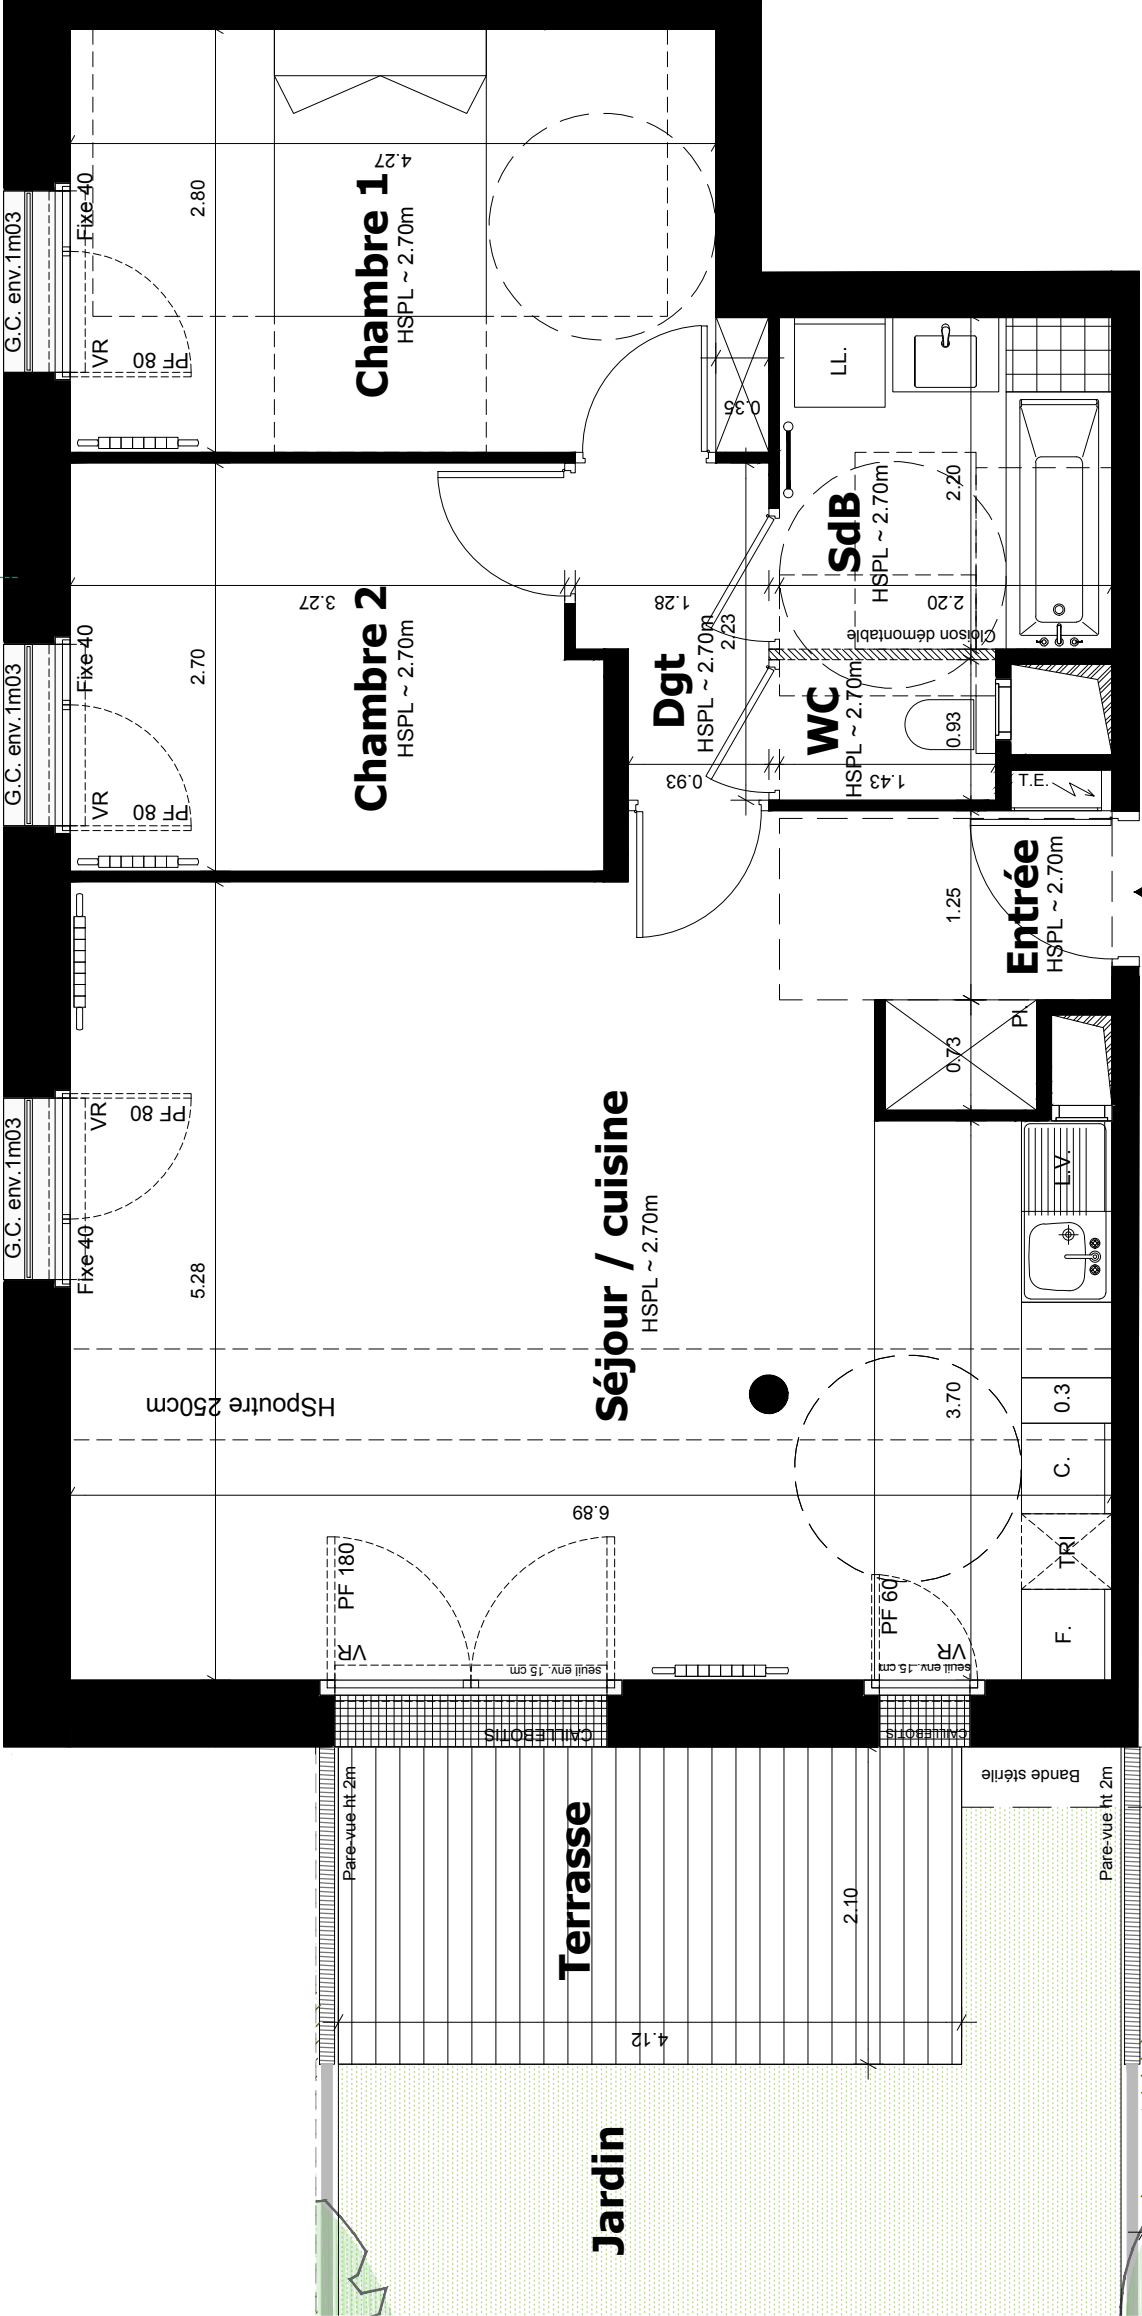 G.C. env.1m03
Fixe 40
VR
PF 80
2.80
4.27
Chambre 1
HSPL ~ 2.70m
0.35
LL.
G.C. env.1m03
Fixe 40
VR
PF 80
2.70
3.27
Chambre 2
HSPL ~ 2.70m
1.28
2.23
Dgt
HSPL ~ 2.70m
0.93
SdB
HSPL ~ 2.70m
2.20
2.20
Cloison démontable
WC
HSPL ~ 2.70m
0.93
1.43
T.E.
Entrée
HSPL ~ 2.70m
1.25
0.73
Pl.
G.C. env.1m03
Fixe 40
VR
PF 80
5.28
Séjour / cuisine
HSPL ~ 2.70m
HSpoutre 250cm
6.89
3.70
L.V.
0.3
C.
TRI
F.
PF 180
VR
seuil env. 15 cm
CAILLEBOTIS
PF 60
VR
seuil env. 15 cm
CAILLEBOTIS
Pare-vue ht 2m
Terrasse
2.10
4.12
Bande stérile
Pare-vue ht 2m
Jardin